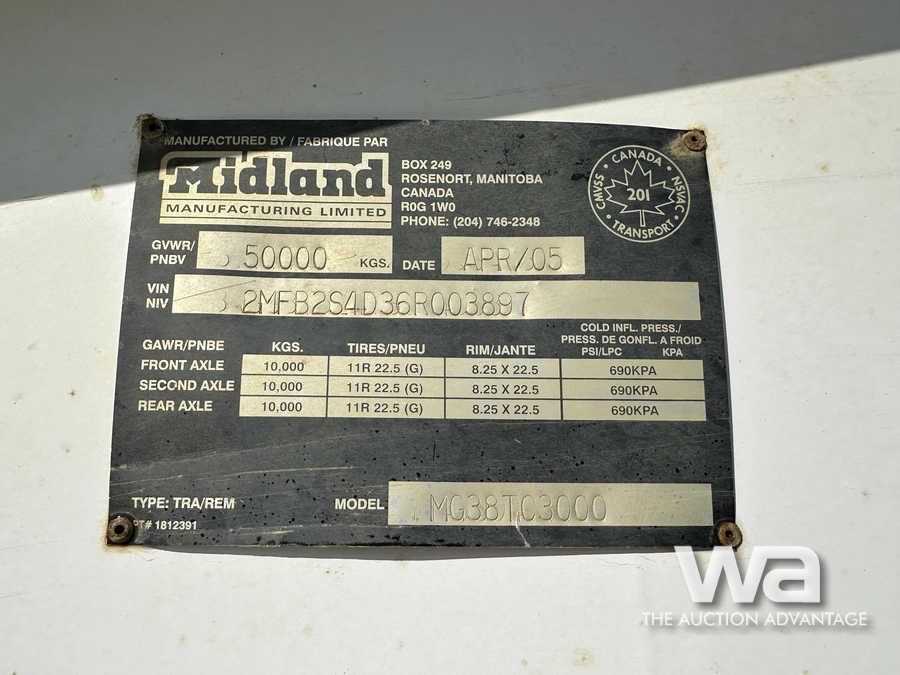 MANUFACTURED BY / FABRIQUE PAR
Midland
MANUFACTURING LIMITED
BOX 249
ROSENORT, MANITOBA
CANADA
R0G 1W0
PHONE: (204) 746-2348
CANADA
CMVSS 201 NSVAC
TRANSPORT
GVWR/
PNBV 50000 KGS. DATE APR/05
VIN
NIV 2MFB2S4D36R003897
GAWR/PNBE KGS. TIRES/PNEU RIM/JANTE COLD INFL. PRESS./
PRESS. DE GONFL. A FROID
PSI/LPC KPA
FRONT AXLE 10,000 11R 22.5 (G) 8.25 X 22.5 690KPA
SECOND AXLE 10,000 11R 22.5 (G) 8.25 X 22.5 690KPA
REAR AXLE 10,000 11R 22.5 (G) 8.25 X 22.5 690KPA
TYPE: TRA/REM MODEL MG38TC3000
PT# 1812391
wa
THE AUCTION ADVANTAGE